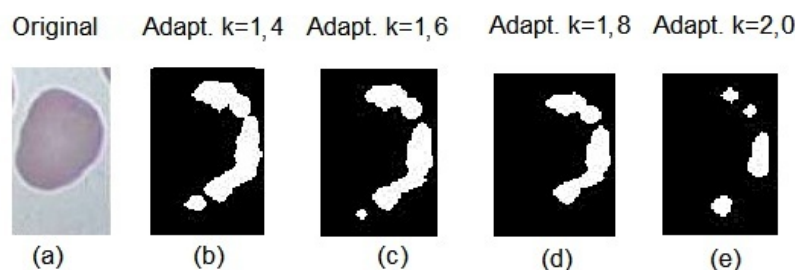 Original Adapt. k=1,4 Adapt. k=1,6 Adapt. k=1,8 Adapt. k=2,0
(a) (b) (c) (d) (e)